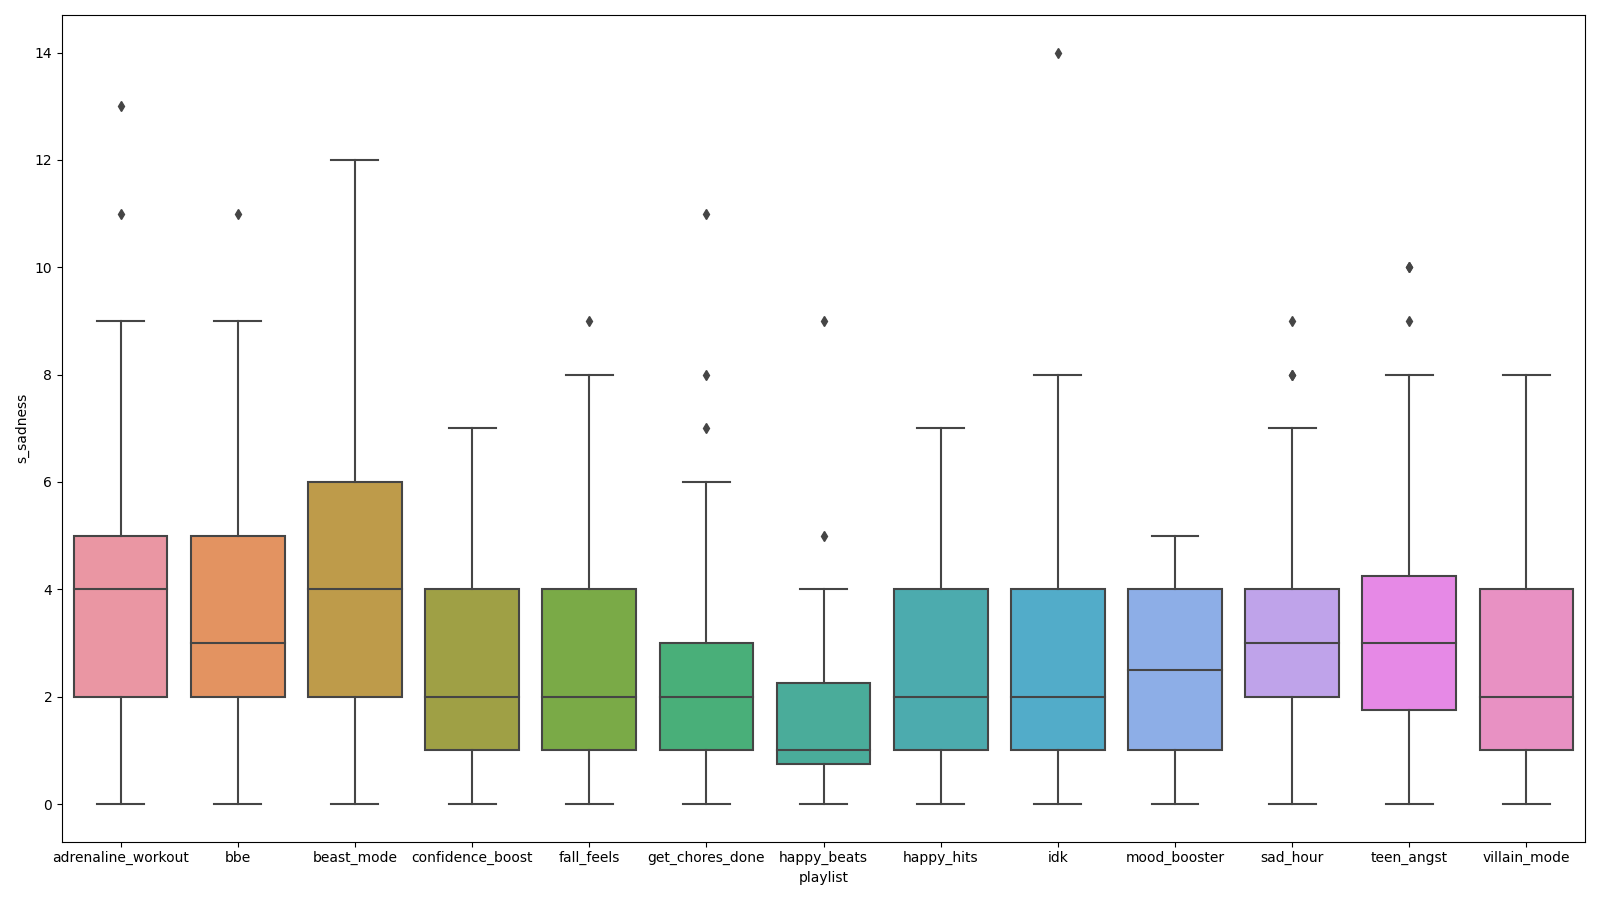 14
12
10
8
6
4
2
0
s_sadness
adrenaline_workout bbe beast_mode confidence_boost fall_feels get_chores_done happy_beats happy_hits idk mood_booster sad_hour teen_angst villain_mode
playlist